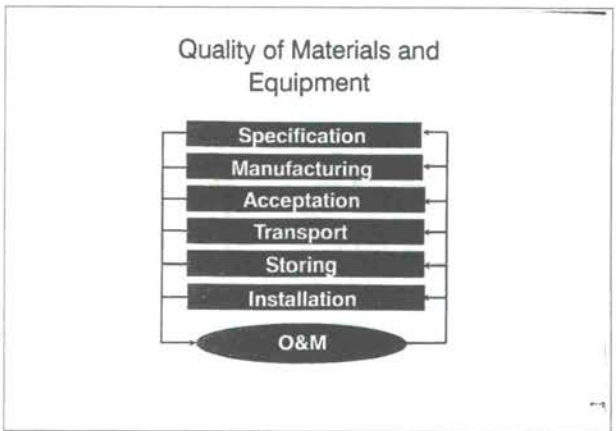 Quality of Materials and
Equipment
Specification
Manufacturing
Acceptation
Transport
Storing
Installation
O&M